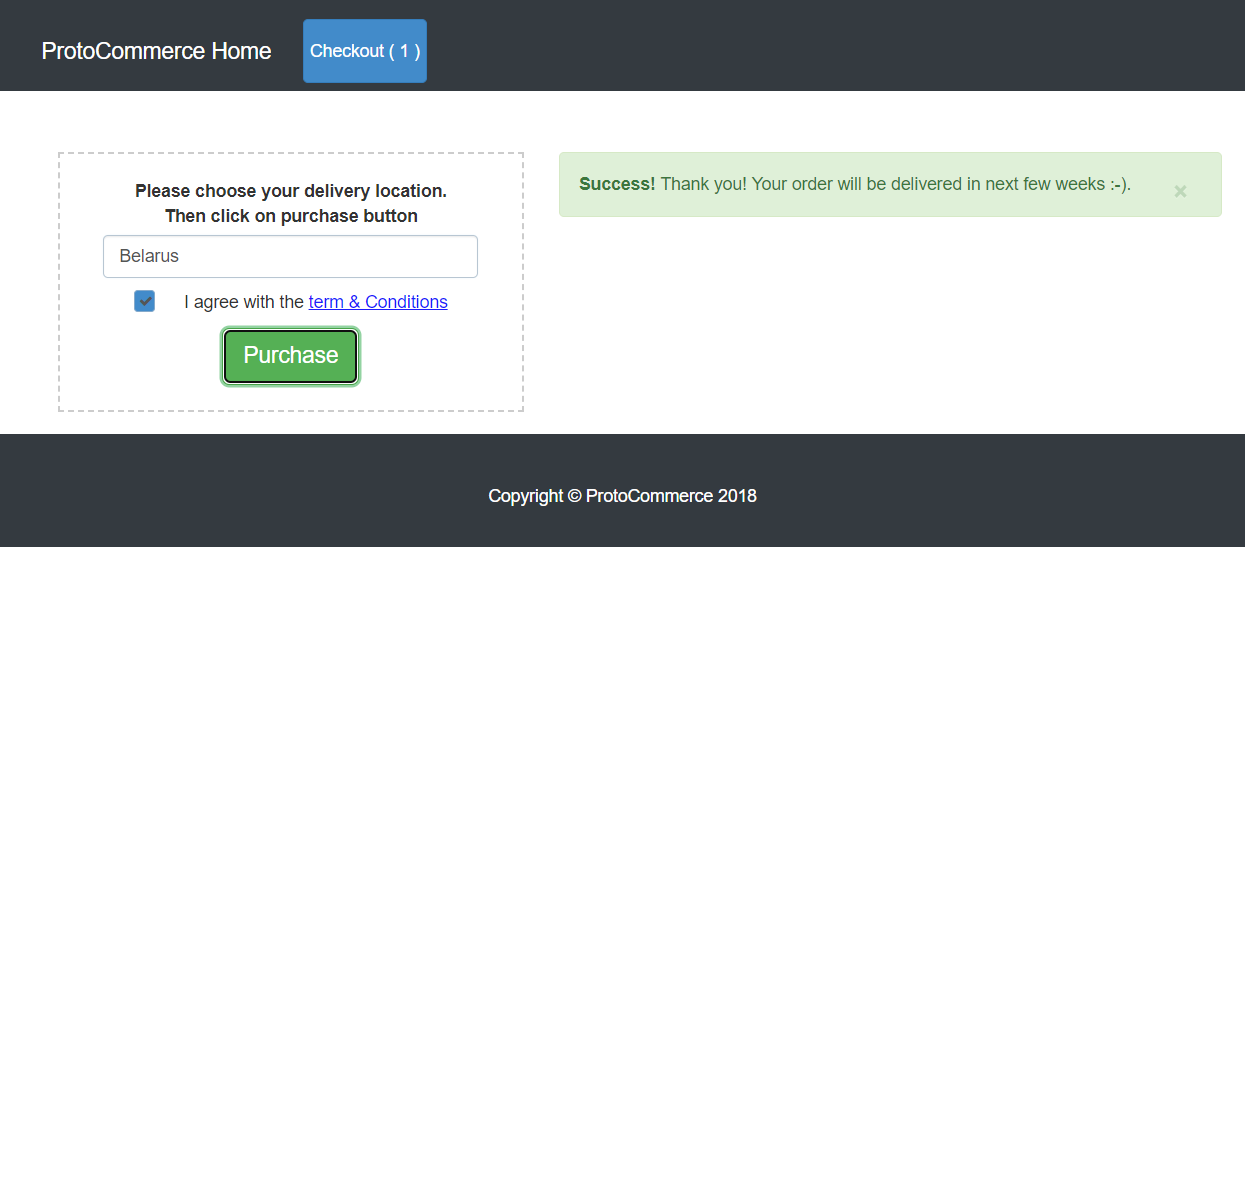 ProtoCommerce Home
Checkout ( 1 )
Please choose your delivery location.
Then click on purchase button
Belarus
I agree with the term & Conditions
Purchase
Success! Thank you! Your order will be delivered in next few weeks :-).
×
Copyright © ProtoCommerce 2018